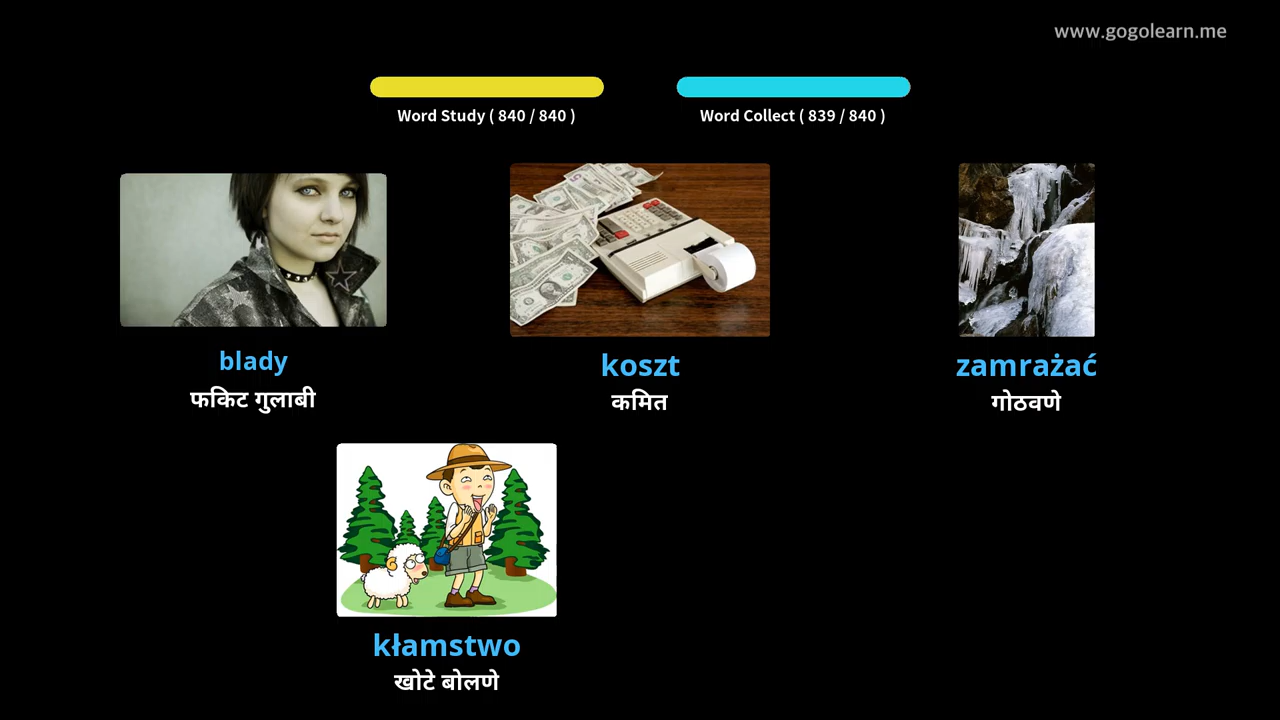 www.gogolearn.me
Word Study ( 840 / 840 )
Word Collect ( 839 / 840 )
blady
फकिट गुलाबी
koszt
कमित
zamrażać
गोठवणे
kłamstwo
खोटे बोलणे